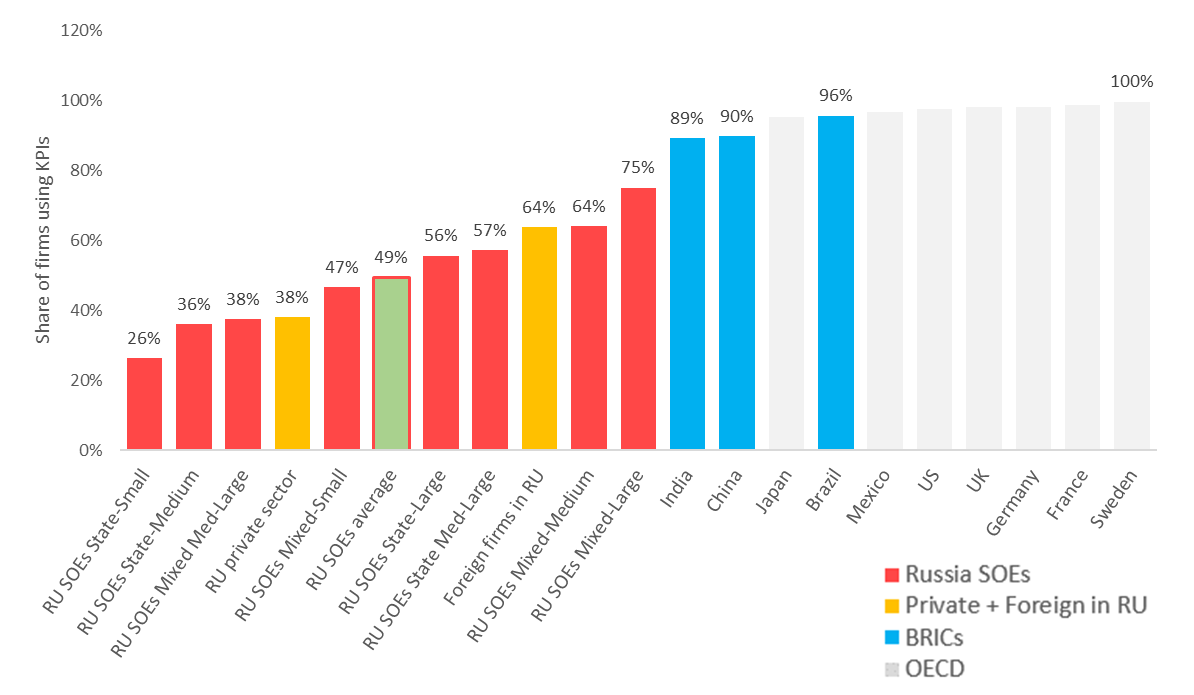 120%
100%
80%
60%
40%
20%
0%
Share of firms using KPIs
26%
36%
38%
38%
47%
49%
56%
57%
64%
64%
75%
89%
90%
96%
100%
RU SOEs State-Small
RU SOEs State-Medium
RU SOEs Mixed Med-Large
RU private sector
RU SOEs Mixed-Small
RU SOEs average
RU SOEs State-Large
RU SOEs State Med-Large
Foreign firms in RU
RU SOEs Mixed-Medium
RU SOEs Mixed-Large
India
China
Japan
Brazil
Mexico
US
UK
Germany
France
Sweden
Russia SOEs
Private + Foreign in RU
BRICs
OECD